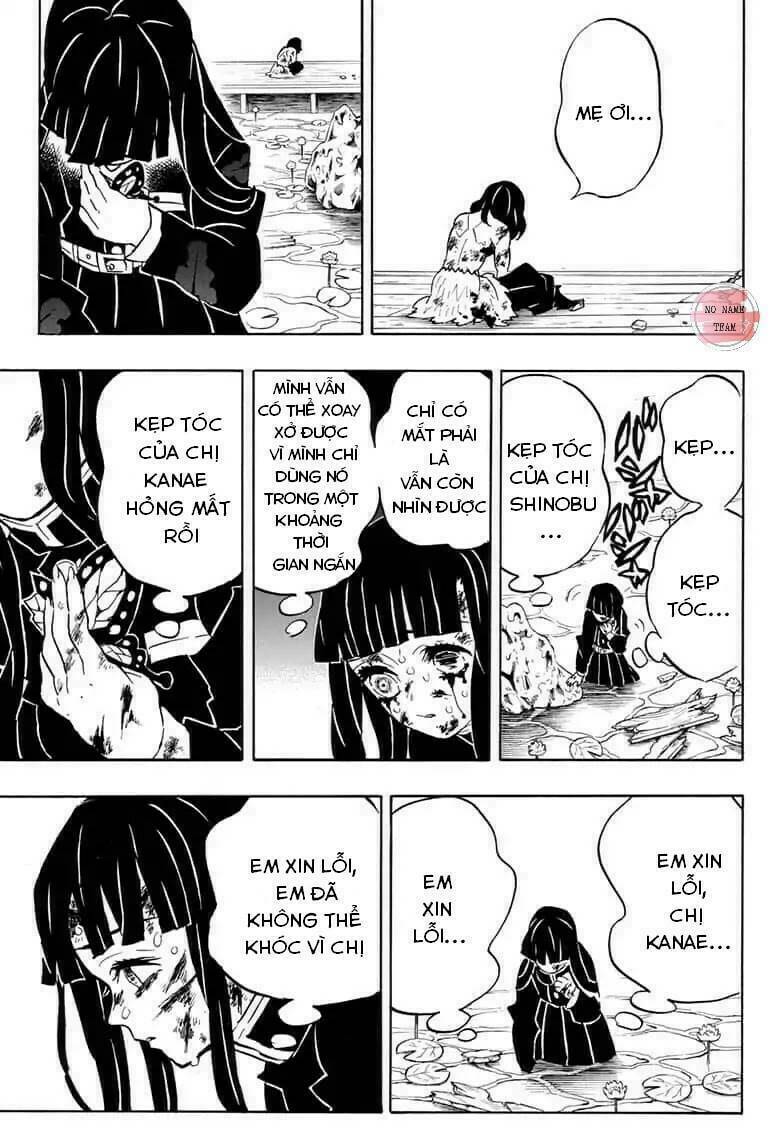 MẸ ƠI...
NO NAME
TEAM
KẸP...
KẸP
TÓC...
KẸP TÓC
CỦA CHỊ
SHINOBU
...
CHỈ CÓ
MẮT PHẢI
LÀ
VẪN CÒN
NHÌN ĐƯỢC
MÌNH VẪN
CÓ THỂ XOAY
XỞ ĐƯỢC
VÌ MÌNH CHỈ
DÙNG NÓ
TRONG MỘT
KHOẢNG
THỜI
GIAN NGẮN
KẸP TÓC
CỦA CHỊ
KANAE
HỎNG MẤT
RỒI
EM XIN
LỖI,
CHỊ
KANAE...
EM
XIN
LỖI...
EM XIN LỖI,
EM ĐÃ
KHÔNG THỂ
KHÓC VÌ CHỊ